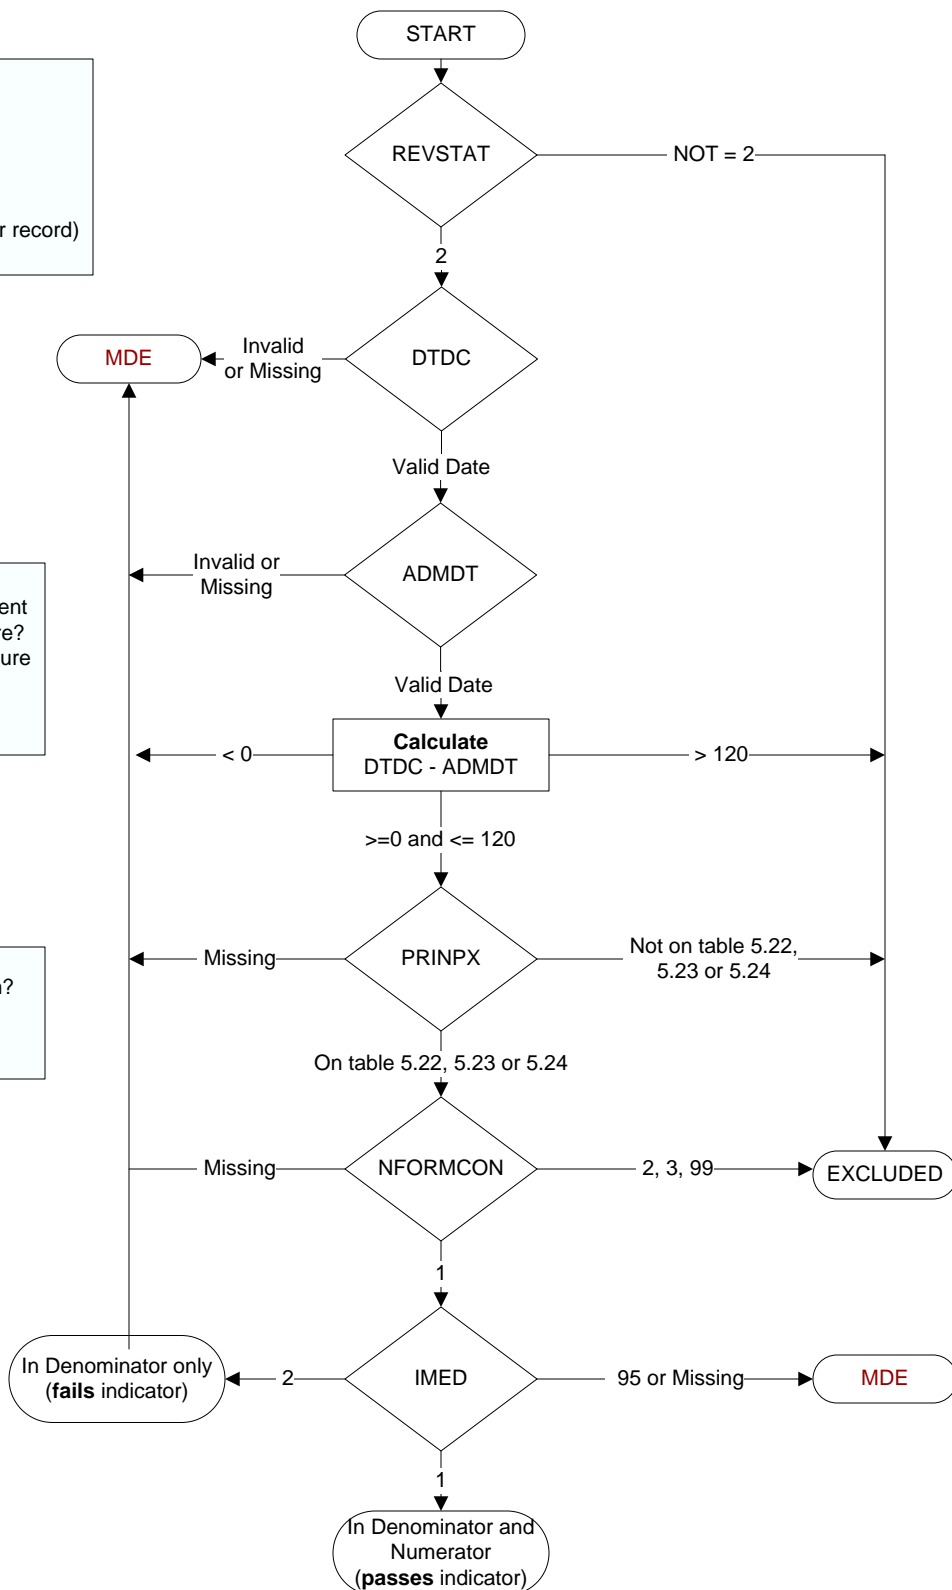 START
REVSTAT
NOT = 2
r record)
2
MDE
Invalid
or Missing
DTDC
Valid Date
Invalid or
Missing
ADMDT
ent
re?
ure
Valid Date
< 0
Calculate
DTDC - ADMDT
> 120
>=0 and <= 120
Missing
PRINPX
Not on table 5.22,
5.23 or 5.24
n?
On table 5.22, 5.23 or 5.24
Missing
NFORMCON
2, 3, 99
EXCLUDED
1
In Denominator only
(fails indicator)
2
IMED
95 or Missing
MDE
1
In Denominator and
Numerator
(passes indicator)